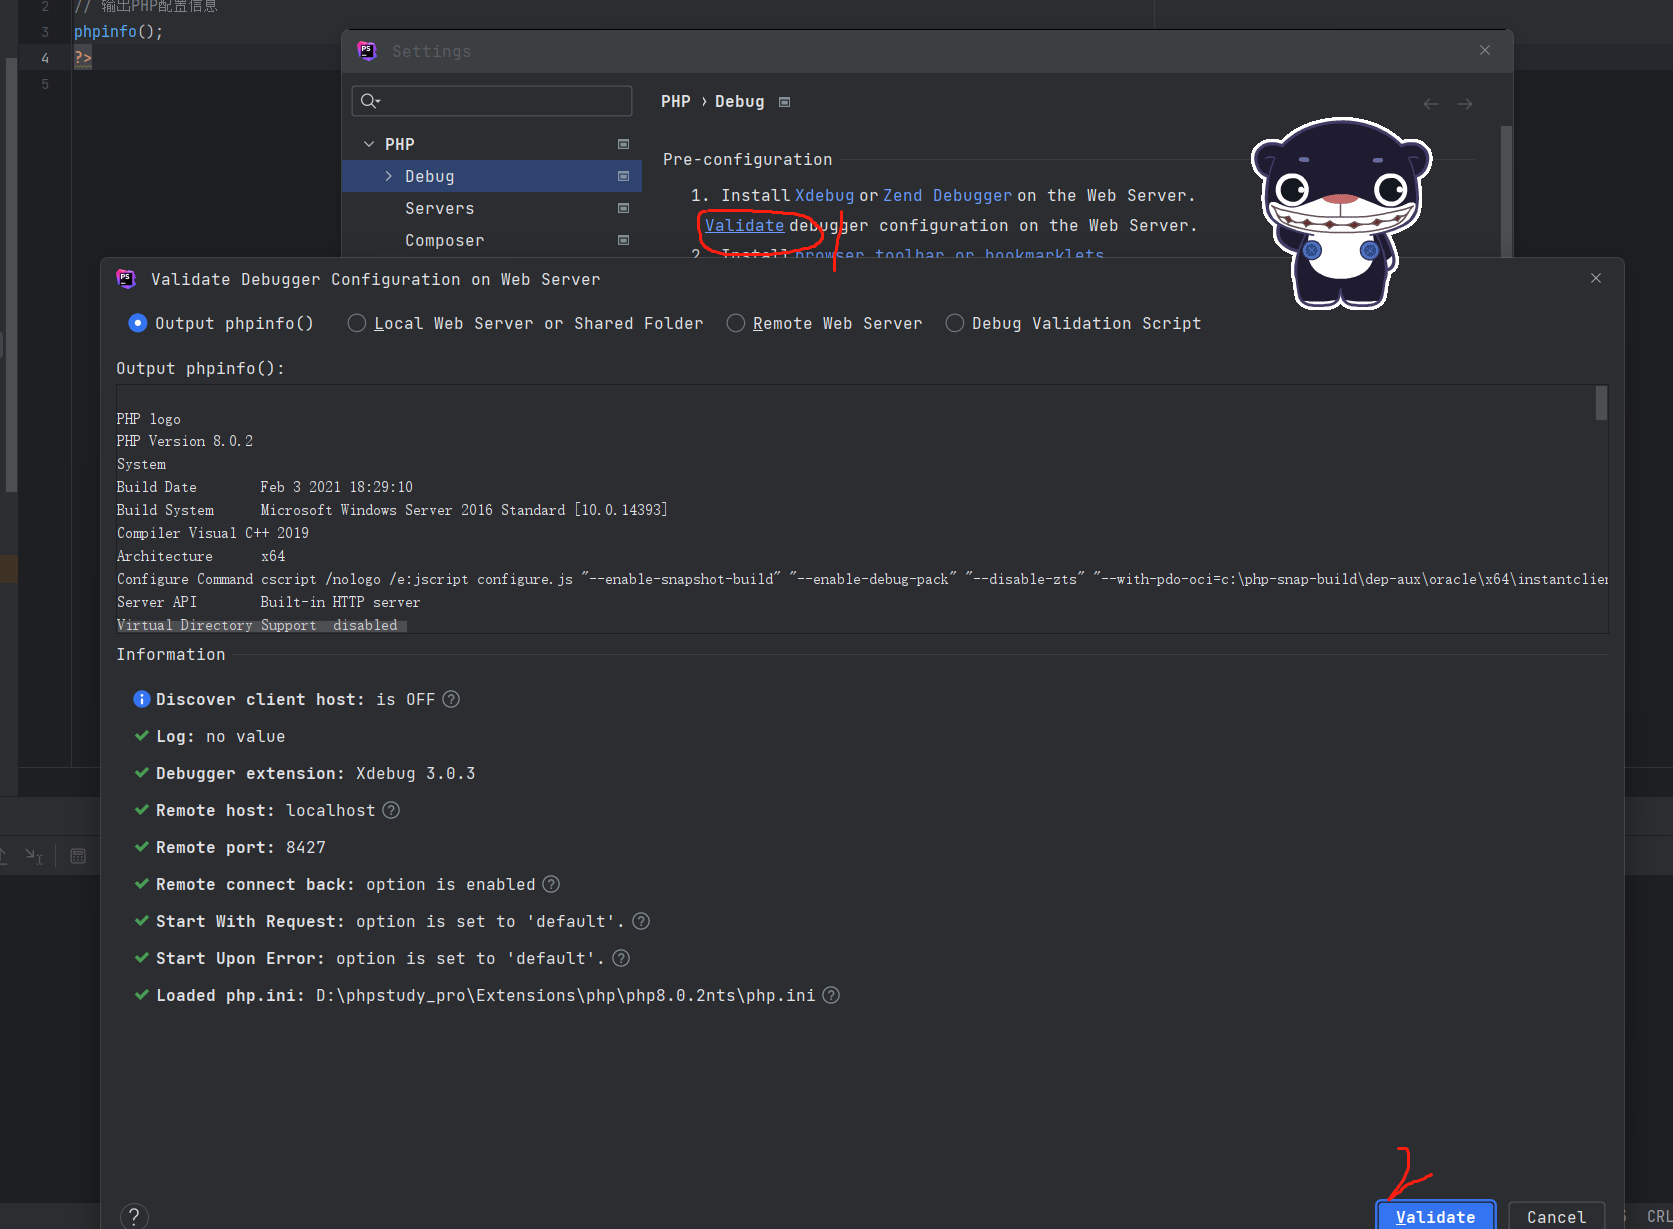 2 // 输出PHP配置信息
3 phpinfo();
4 ?>
5
Settings
PHP › Debug
PHP
Debug
Servers
Composer
Pre-configuration
1. Install Xdebug or Zend Debugger on the Web Server.
Validate debugger configuration on the Web Server.
2. Install browser toolbar or bookmarklets
1
Validate Debugger Configuration on Web Server
Output phpinfo() Local Web Server or Shared Folder Remote Web Server Debug Validation Script
Output phpinfo():
PHP logo
PHP Version 8.0.2
System
Build Date Feb 3 2021 18:29:10
Build System Microsoft Windows Server 2016 Standard [10.0.14393]
Compiler Visual C++ 2019
Architecture x64
Configure Command cscript /nologo /e:jscript configure.js "--enable-snapshot-build" "--enable-debug-pack" "--disable-zts" "--with-pdo-oci=c:\php-snap-build\dep-aux\oracle\x64\instantclien
Server API Built-in HTTP server
Virtual Directory Support disabled
Information
Discover client host: is OFF
Log: no value
Debugger extension: Xdebug 3.0.3
Remote host: localhost
Remote port: 8427
Remote connect back: option is enabled
Start With Request: option is set to 'default'.
Start Upon Error: option is set to 'default'.
Loaded php.ini: D:\phpstudy_pro\Extensions\php\php8.0.2nts\php.ini
2
? Validate Cancel CRL